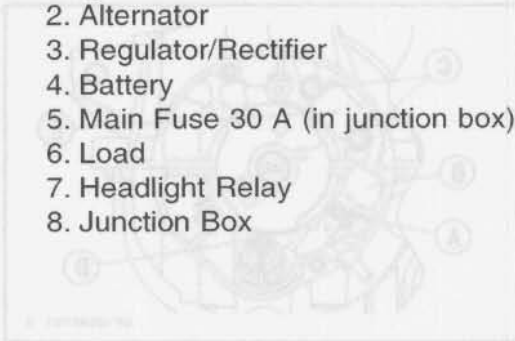 2. Alternator
3. Regulator/Rectifier
4. Battery
5. Main Fuse 30 A (in junction box)
6. Load
7. Headlight Relay
8. Junction Box